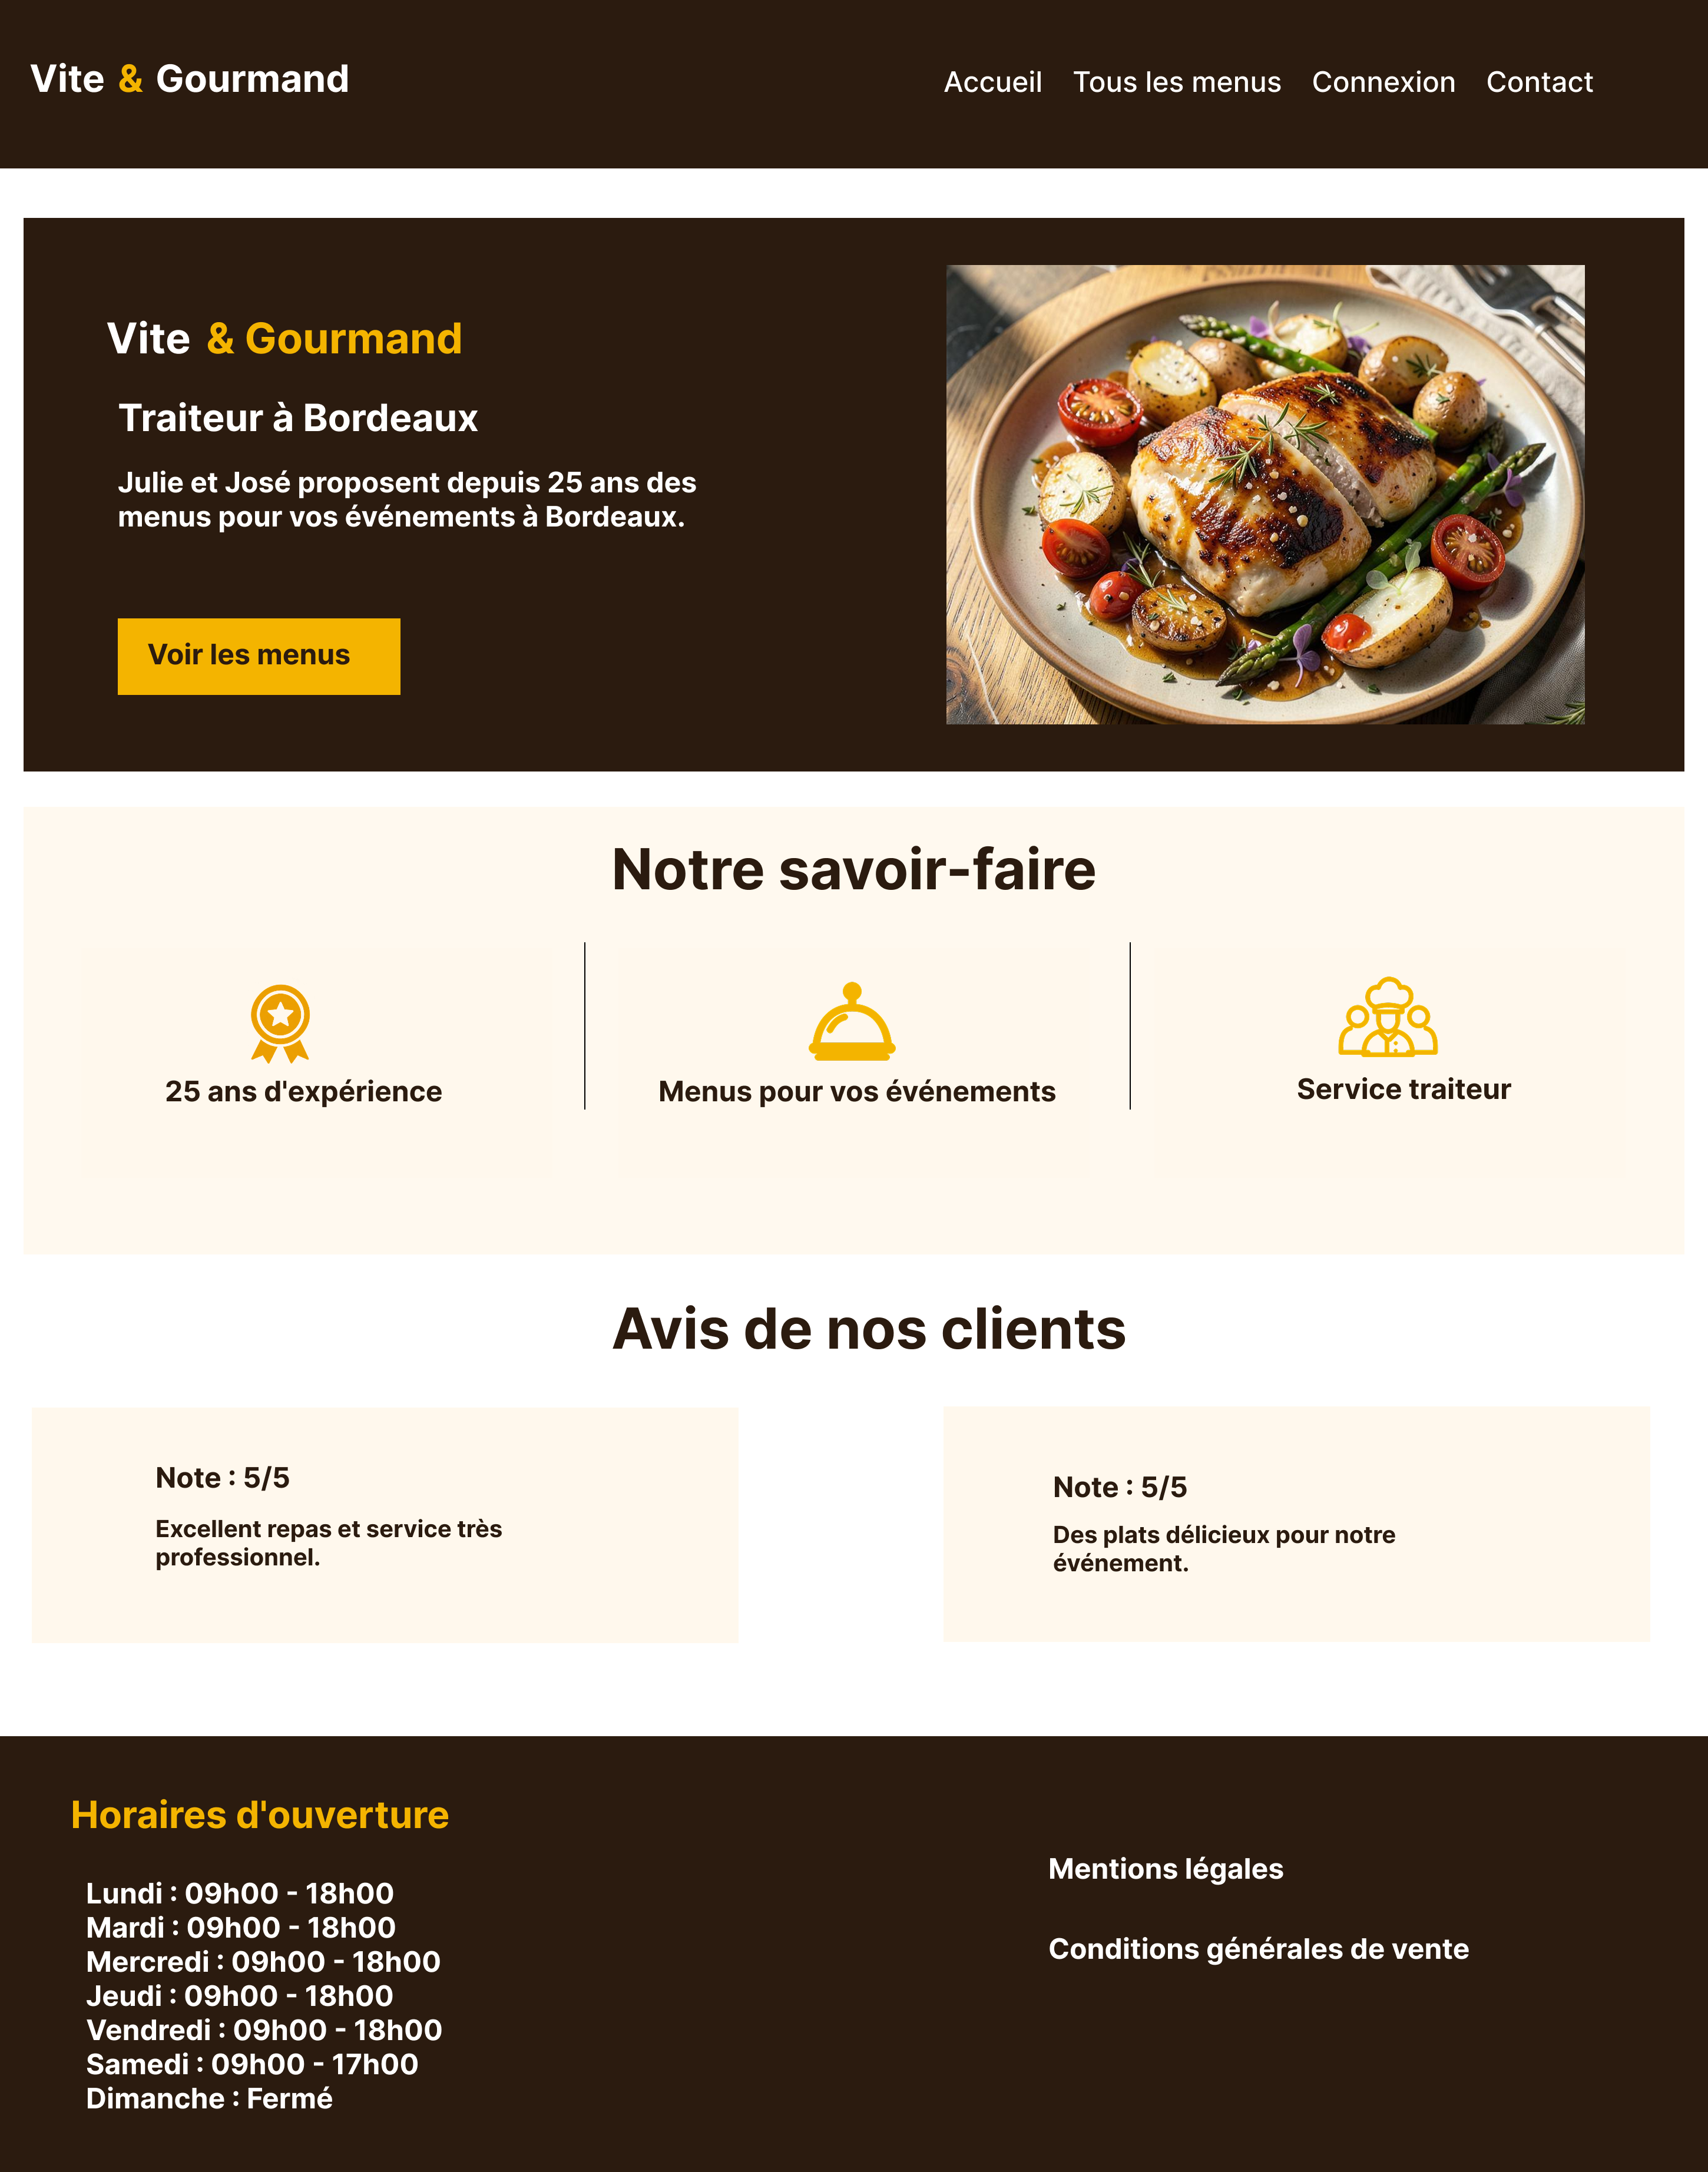 Vite & Gourmand
Accueil Tous les menus Connexion Contact
Vite & Gourmand
Traiteur à Bordeaux
Julie et José proposent depuis 25 ans des
menus pour vos événements à Bordeaux.
Voir les menus
Notre savoir-faire
25 ans d'expérience
Menus pour vos événements
Service traiteur
Avis de nos clients
Note : 5/5
Excellent repas et service très
professionnel.
Note : 5/5
Des plats délicieux pour notre
événement.
Horaires d'ouverture
Lundi : 09h00 - 18h00
Mardi : 09h00 - 18h00
Mercredi : 09h00 - 18h00
Jeudi : 09h00 - 18h00
Vendredi : 09h00 - 18h00
Samedi : 09h00 - 17h00
Dimanche : Fermé
Mentions légales
Conditions générales de vente